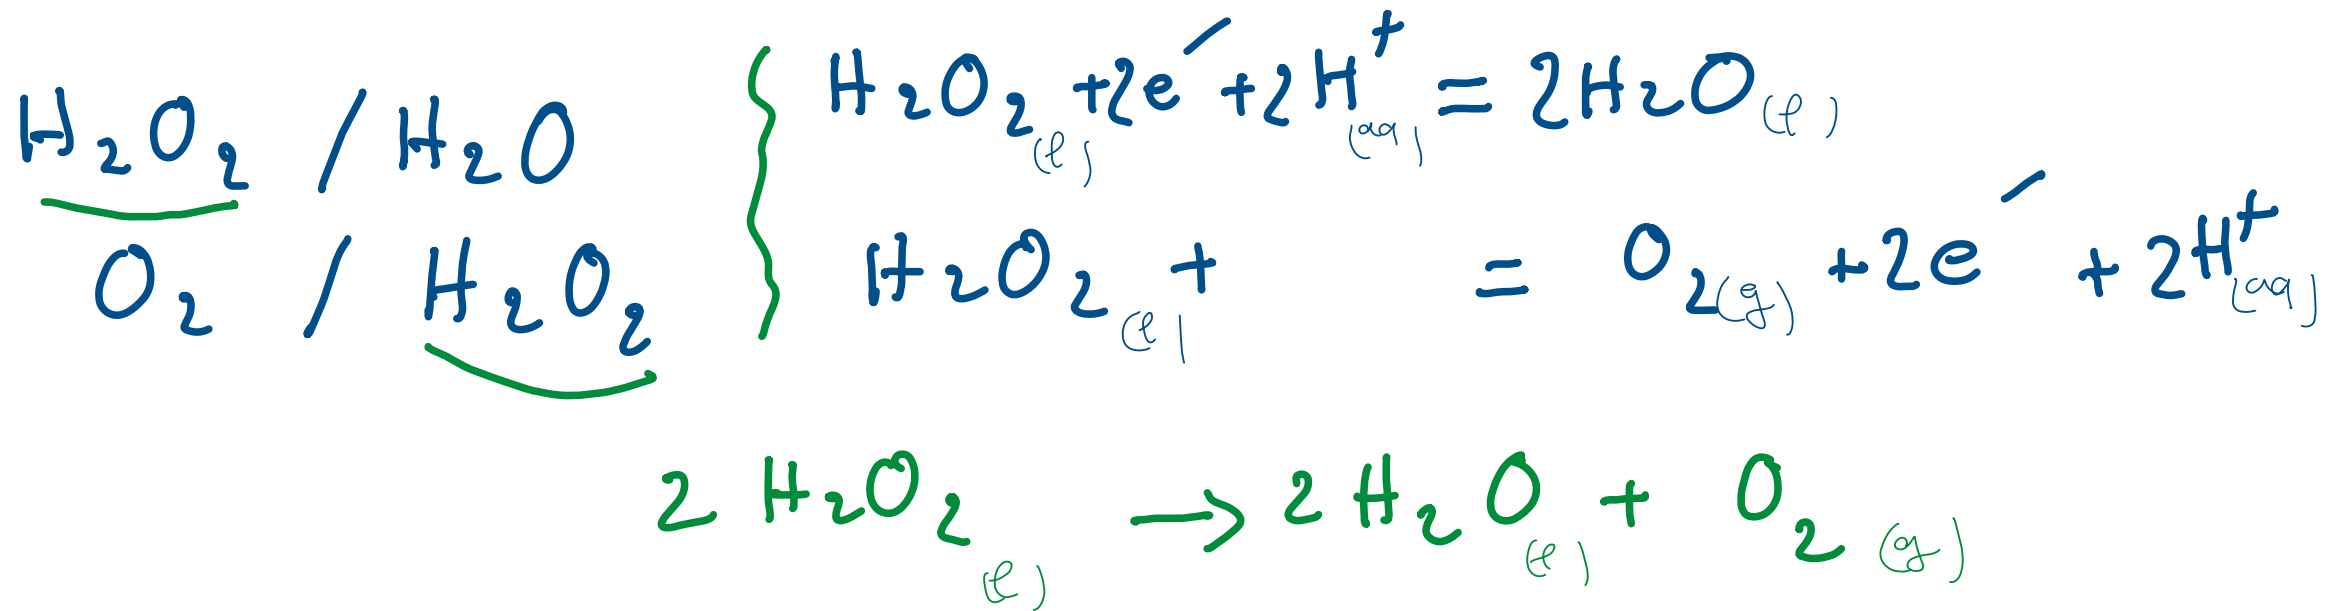 H₂O₂ / H₂O
O₂ / H₂O₂
H₂O₂(l) + 2e⁻ + 2H⁺(aq) = 2H₂O(l)
H₂O₂(l) + = O₂(g) + 2e⁻ + 2H⁺(aq)
2 H₂O₂(l) → 2 H₂O(l) + O₂(g)